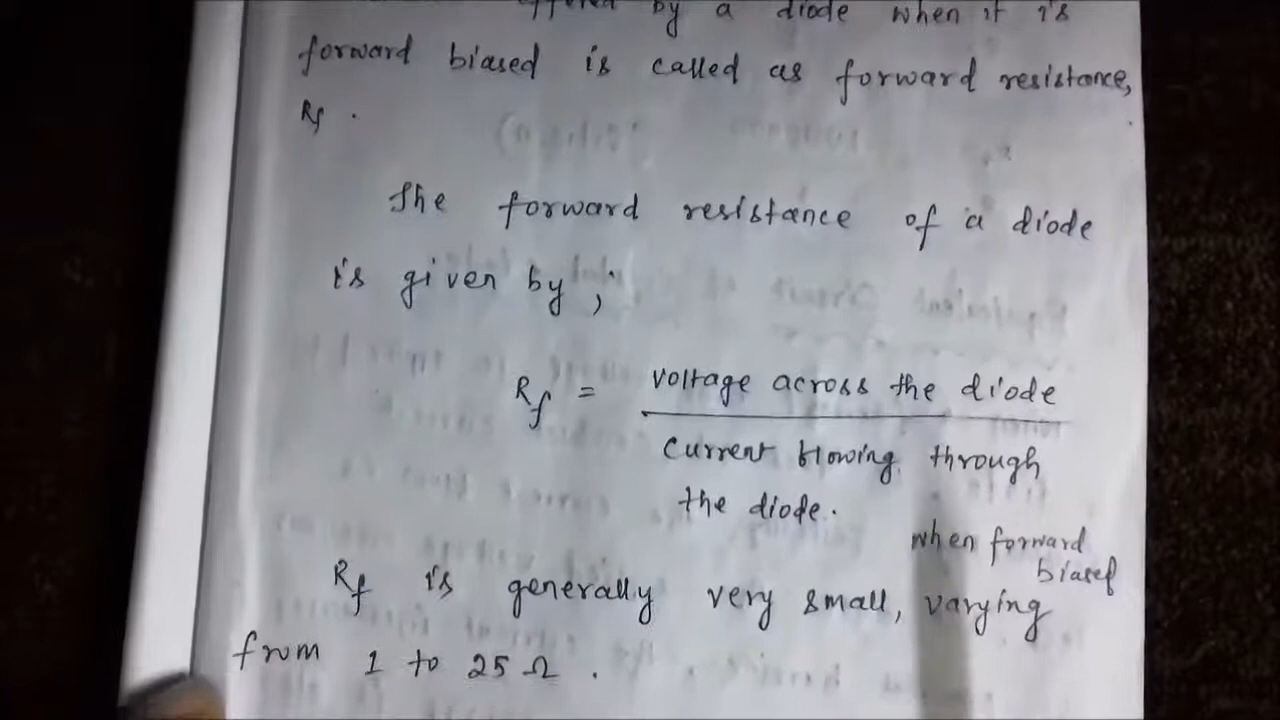 by a diode when it is
forward biased is called as forward resistance,
Rf .
The forward resistance of a diode
is given by,
Rf = voltage across the diode
current flowing through
the diode.
when forward
biased
Rf is generally very small, varying
from 1 to 25 Ω .